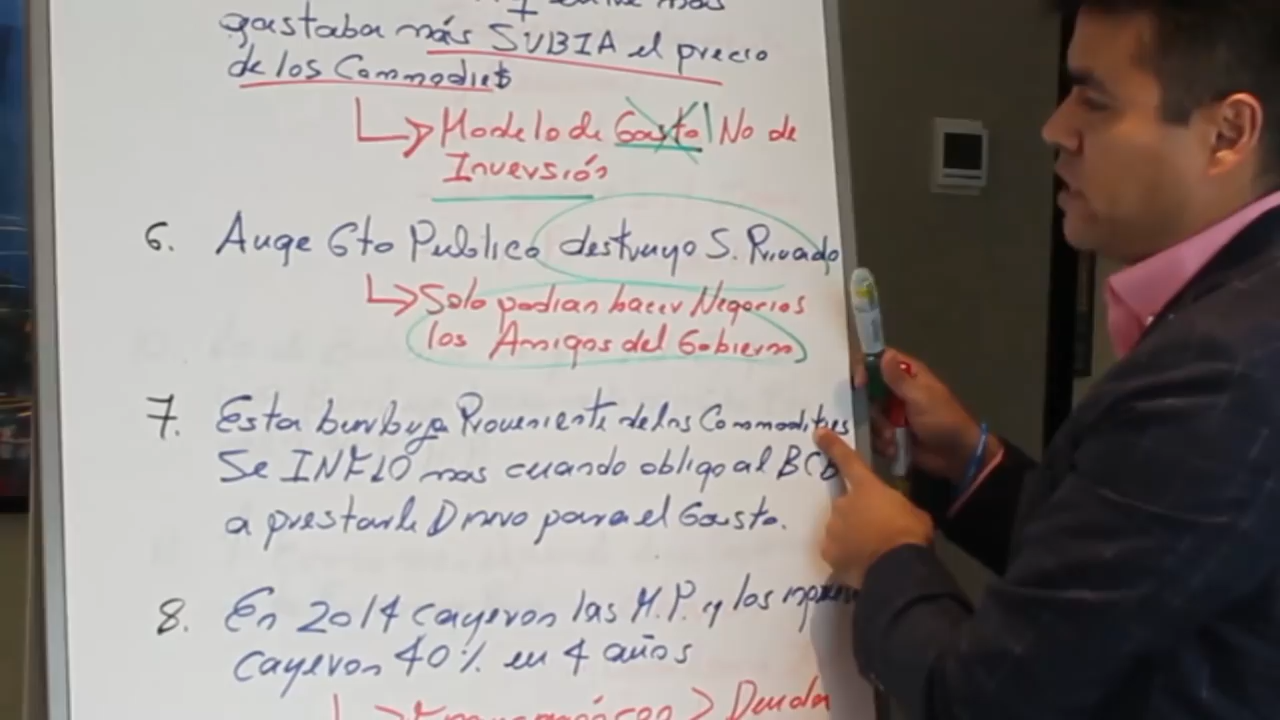 gastaba más SUBIA el precio
de los Commodies
Modelo de Gasto No de
Inversión
6. Auge Gto Publico destruyo S. Privado
Solo podian hacer Negocios
los Amigos del Gobierno
7. Esta burbuja Proveniente de los Commodities
Se INFLO mas cuando obligo al BCB
a prestarle Dinero para el Gasto.
8. En 2014 cayeron las M.P. y los
cayeron 40% en 4 años
Deuda